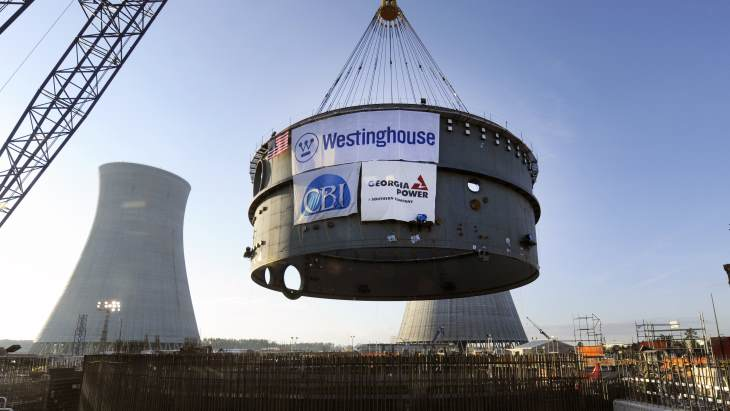 Westinghouse
CBI
GEORGIA
POWER
A SOUTHERN COMPANY